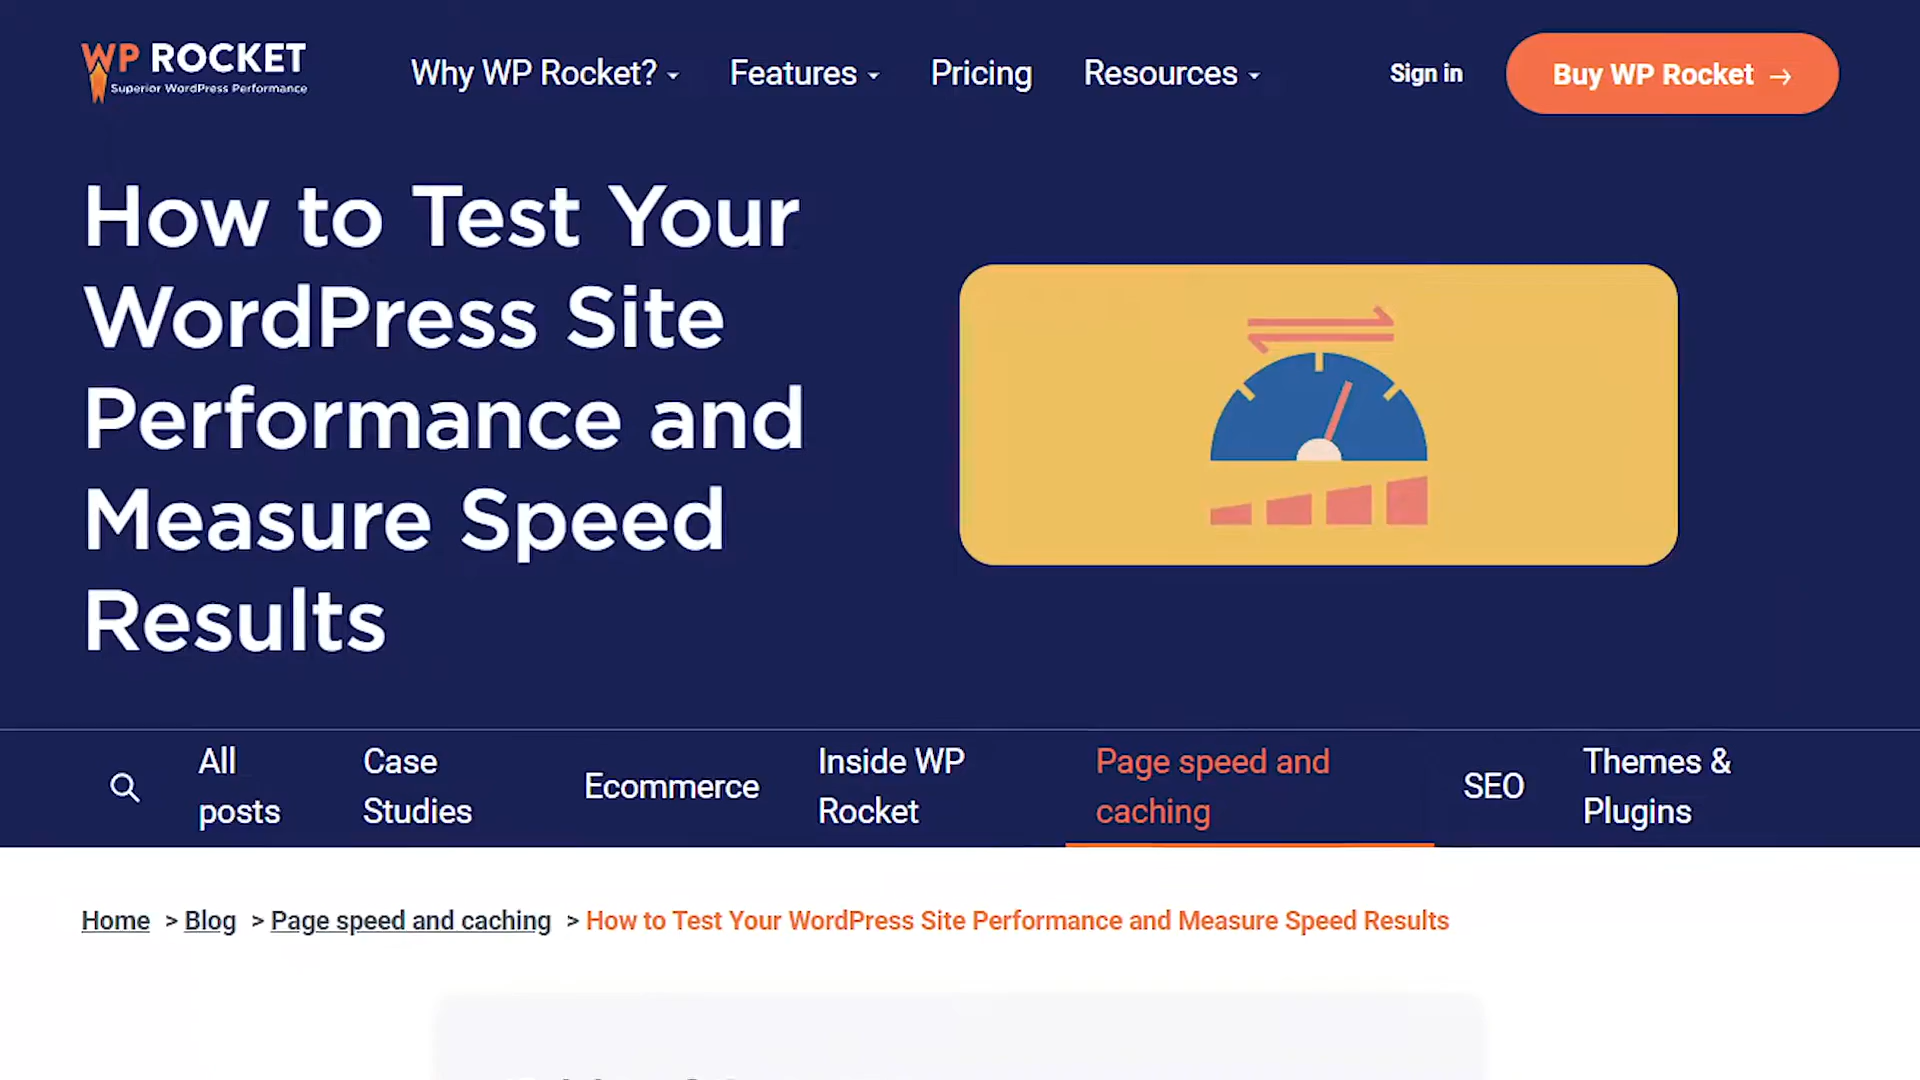 WP ROCKET
Superior WordPress Performance
Why WP Rocket?
Features
Pricing
Resources
Sign in
Buy WP Rocket →
How to Test Your
WordPress Site
Performance and
Measure Speed
Results
All
posts
Case
Studies
Ecommerce
Inside WP
Rocket
Page speed and
caching
SEO
Themes &
Plugins
Home > Blog > Page speed and caching > How to Test Your WordPress Site Performance and Measure Speed Results